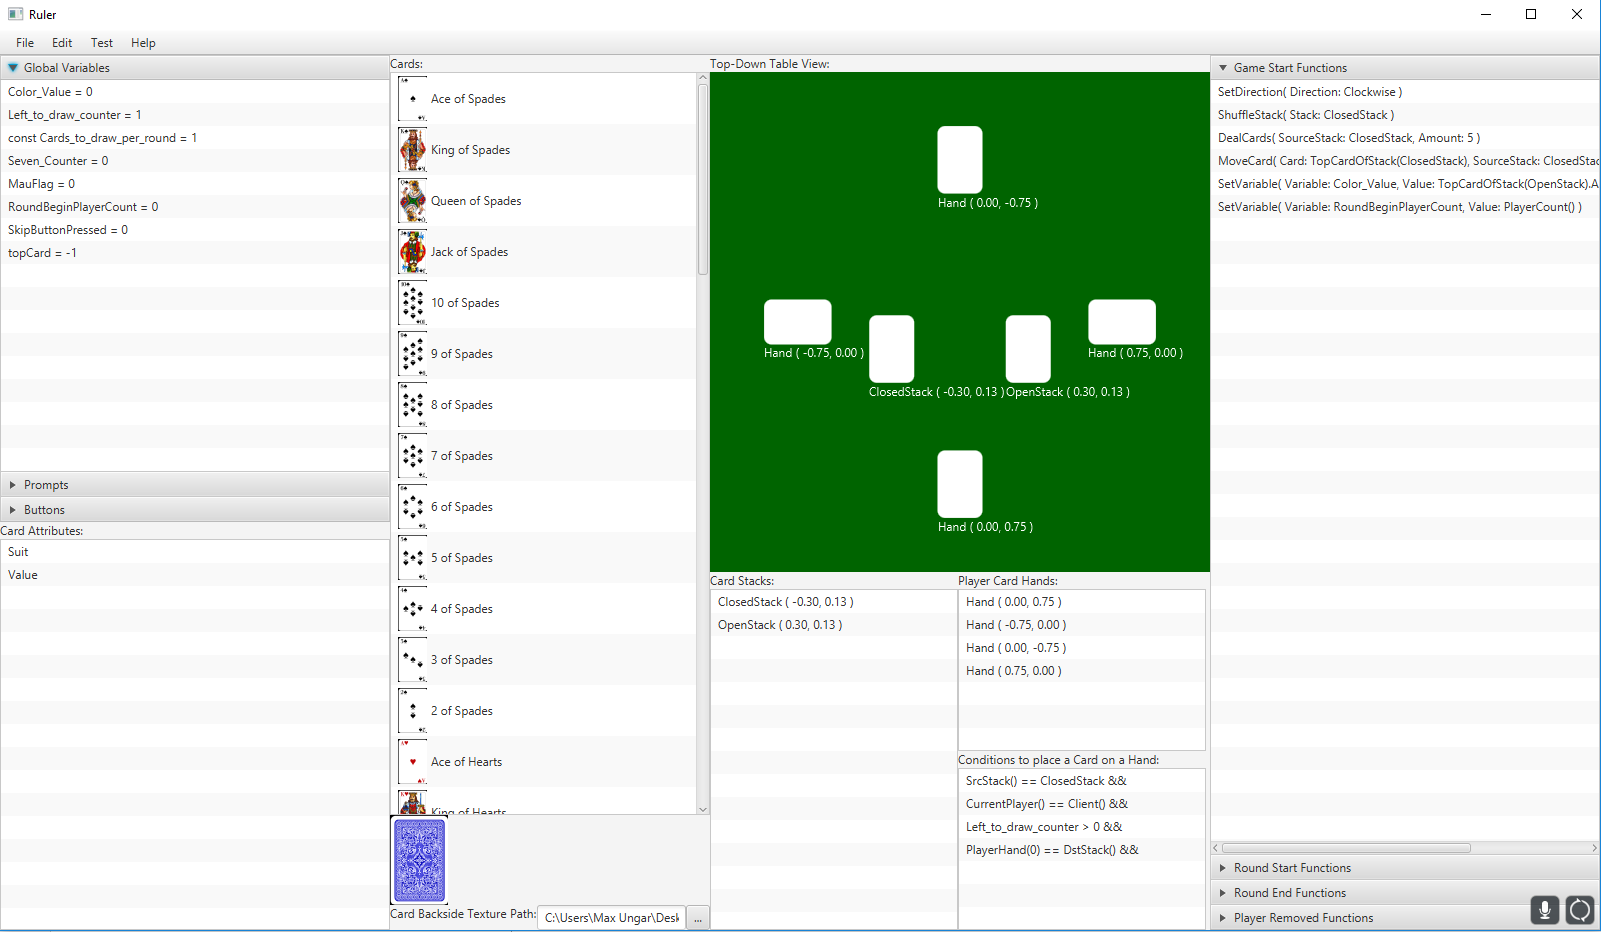 Ruler
File Edit Test Help
Global Variables
Color_Value = 0
Left_to_draw_counter = 1
const Cards_to_draw_per_round = 1
Seven_Counter = 0
MauFlag = 0
RoundBeginPlayerCount = 0
SkipButtonPressed = 0
topCard = -1
Prompts
Buttons
Card Attributes:
Suit
Value
Cards:
Ace of Spades
King of Spades
Queen of Spades
Jack of Spades
10 of Spades
9 of Spades
8 of Spades
7 of Spades
6 of Spades
5 of Spades
4 of Spades
3 of Spades
2 of Spades
Ace of Hearts
King of Hearts
Card Backside Texture Path: C:\Users\Max Ungar\Desk ...
Top-Down Table View:
Hand ( 0.00, -0.75 )
Hand ( -0.75, 0.00 )
Hand ( 0.75, 0.00 )
ClosedStack ( -0.30, 0.13 )
OpenStack ( 0.30, 0.13 )
Hand ( 0.00, 0.75 )
Card Stacks:
ClosedStack ( -0.30, 0.13 )
OpenStack ( 0.30, 0.13 )
Player Card Hands:
Hand ( 0.00, 0.75 )
Hand ( -0.75, 0.00 )
Hand ( 0.00, -0.75 )
Hand ( 0.75, 0.00 )
Conditions to place a Card on a Hand:
SrcStack() == ClosedStack &&
CurrentPlayer() == Client() &&
Left_to_draw_counter > 0 &&
PlayerHand(0) == DstStack() &&
Game Start Functions
SetDirection( Direction: Clockwise )
ShuffleStack( Stack: ClosedStack )
DealCards( SourceStack: ClosedStack, Amount: 5 )
MoveCard( Card: TopCardOfStack(ClosedStack), SourceStack: ClosedStac
SetVariable( Variable: Color_Value, Value: TopCardOfStack(OpenStack).A
SetVariable( Variable: RoundBeginPlayerCount, Value: PlayerCount() )
Round Start Functions
Round End Functions
Player Removed Functions